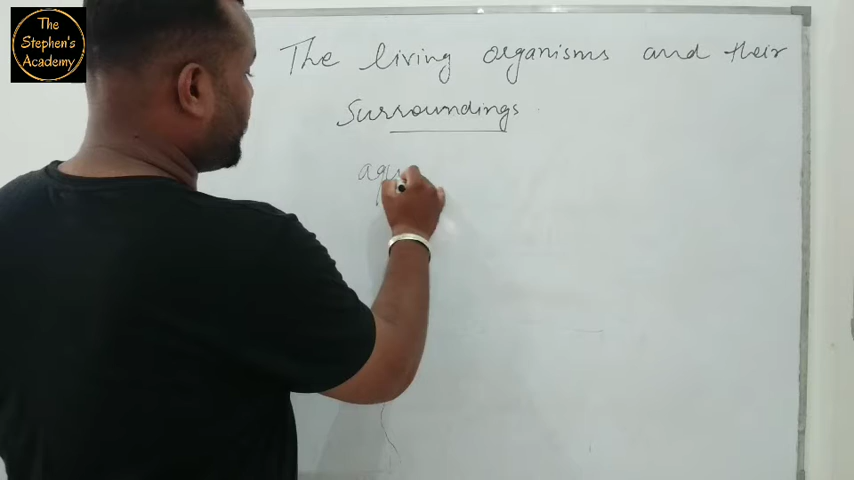 The
Stephen's
Academy
The living organisms and their
Surroundings